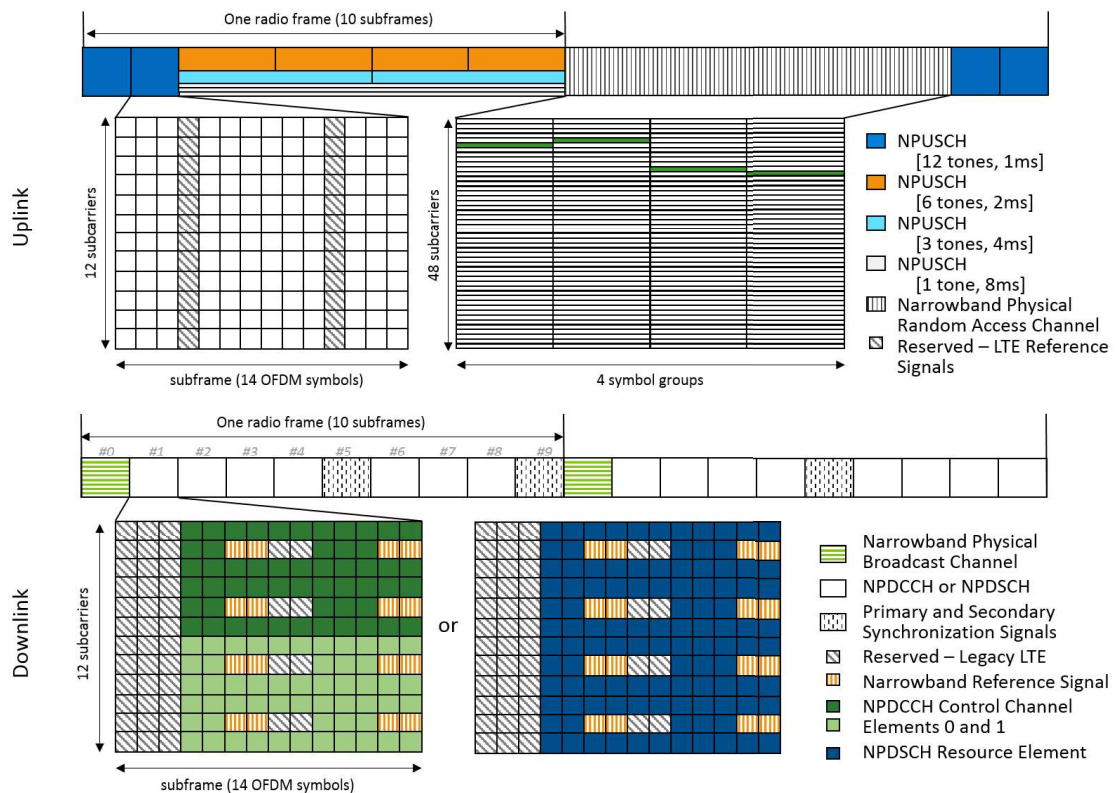 One radio frame (10 subframes)
Uplink
12 subcarriers
48 subcarriers
subframe (14 OFDM symbols)
4 symbol groups
NPUSCH
[12 tones, 1ms]
NPUSCH
[6 tones, 2ms]
NPUSCH
[3 tones, 4ms]
NPUSCH
[1 tone, 8ms]
Narrowband Physical
Random Access Channel
Reserved – LTE Reference
Signals
One radio frame (10 subframes)
#0 #1 #2 #3 #4 #5 #6 #7 #8 #9
Downlink
12 subcarriers
or
subframe (14 OFDM symbols)
Narrowband Physical
Broadcast Channel
NPDCCH or NPDSCH
Primary and Secondary
Synchronization Signals
Reserved – Legacy LTE
Narrowband Reference Signal
NPDCCH Control Channel
Elements 0 and 1
NPDSCH Resource Element